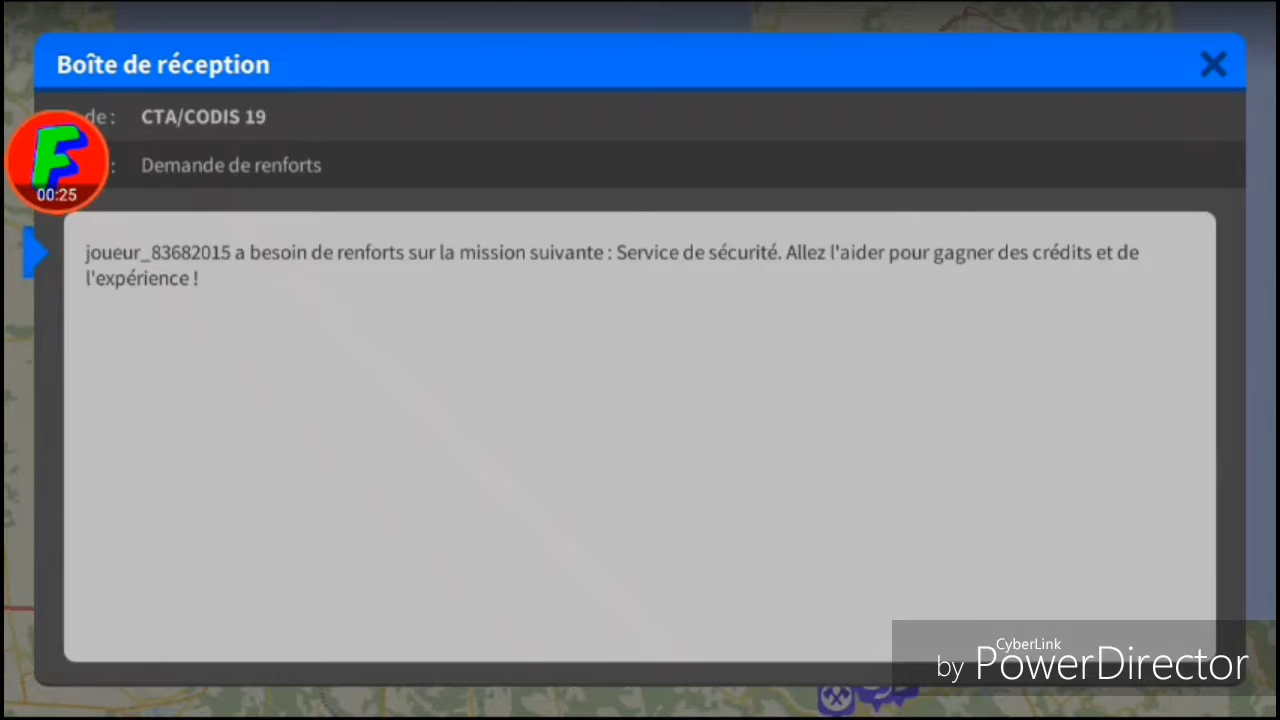 Boîte de réception
de : CTA/CODIS 19
: Demande de renforts
F
00:25
joueur_83682015 a besoin de renforts sur la mission suivante : Service de sécurité. Allez l'aider pour gagner des crédits et de
l'expérience !
CyberLink
by PowerDirector